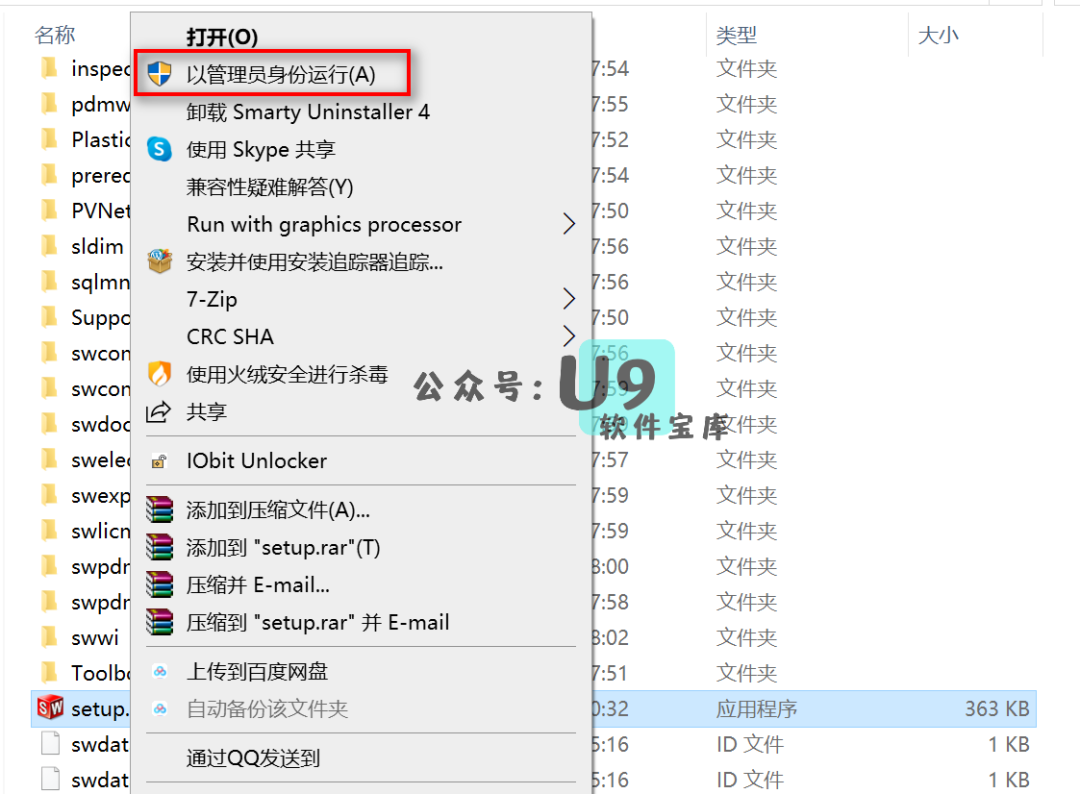 名称 类型 大小
打开(O)
inspec 以管理员身份运行(A) 7:54 文件夹
pdmw 卸载 Smarty Uninstaller 4 7:55 文件夹
Plastic 使用 Skype 共享 7:52 文件夹
prerec 兼容性疑难解答(Y) 7:54 文件夹
PVNet Run with graphics processor 7:50 文件夹
sldim 安装并使用安装追踪器追踪... 7:56 文件夹
sqlmn 7-Zip 7:56 文件夹
Suppo CRC SHA 7:50 文件夹
swcon 使用火绒安全进行杀毒 7:56 文件夹
swcon 共享 7:59 文件夹
公众号: U9
软件宝库
swdoc 文件夹
swelec IObit Unlocker 7:57 文件夹
swexp 添加到压缩文件(A)... 7:59 文件夹
swlicn 添加到 "setup.rar"(T) 7:59 文件夹
swpdr 压缩并 E-mail... 8:00 文件夹
swpdr 压缩到 "setup.rar" 并 E-mail 7:58 文件夹
swwi 8:02 文件夹
Toolbo 上传到百度网盘 7:51 文件夹
setup. 自动备份该文件夹 0:32 应用程序 363 KB
swdat 通过QQ发送到 5:16 ID 文件 1 KB
swdat 5:16 ID 文件 1 KB